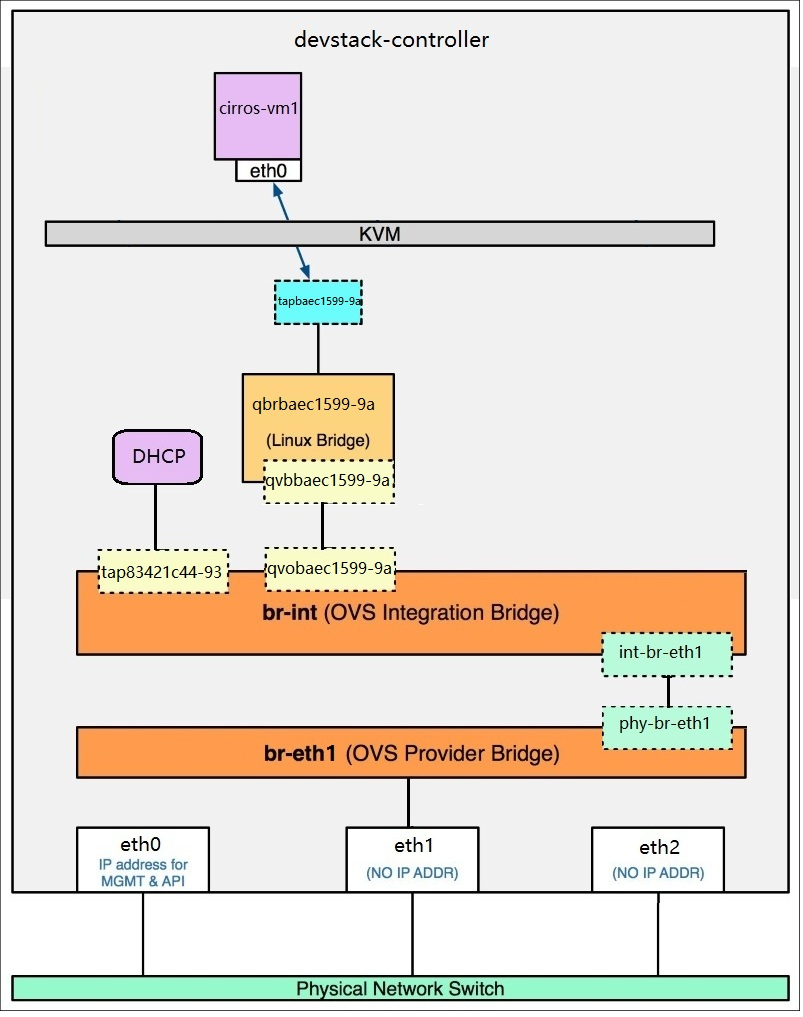 devstack-controller
cirros-vm1
eth0
KVM
tapbaec1599-9a
qbrbaec1599-9a
(Linux Bridge)
qvbbaec1599-9a
DHCP
tap83421c44-93
qvobaec1599-9a
br-int (OVS Integration Bridge)
int-br-eth1
phy-br-eth1
br-eth1 (OVS Provider Bridge)
eth0
IP address for
MGMT & API
eth1
(NO IP ADDR)
eth2
(NO IP ADDR)
Physical Network Switch